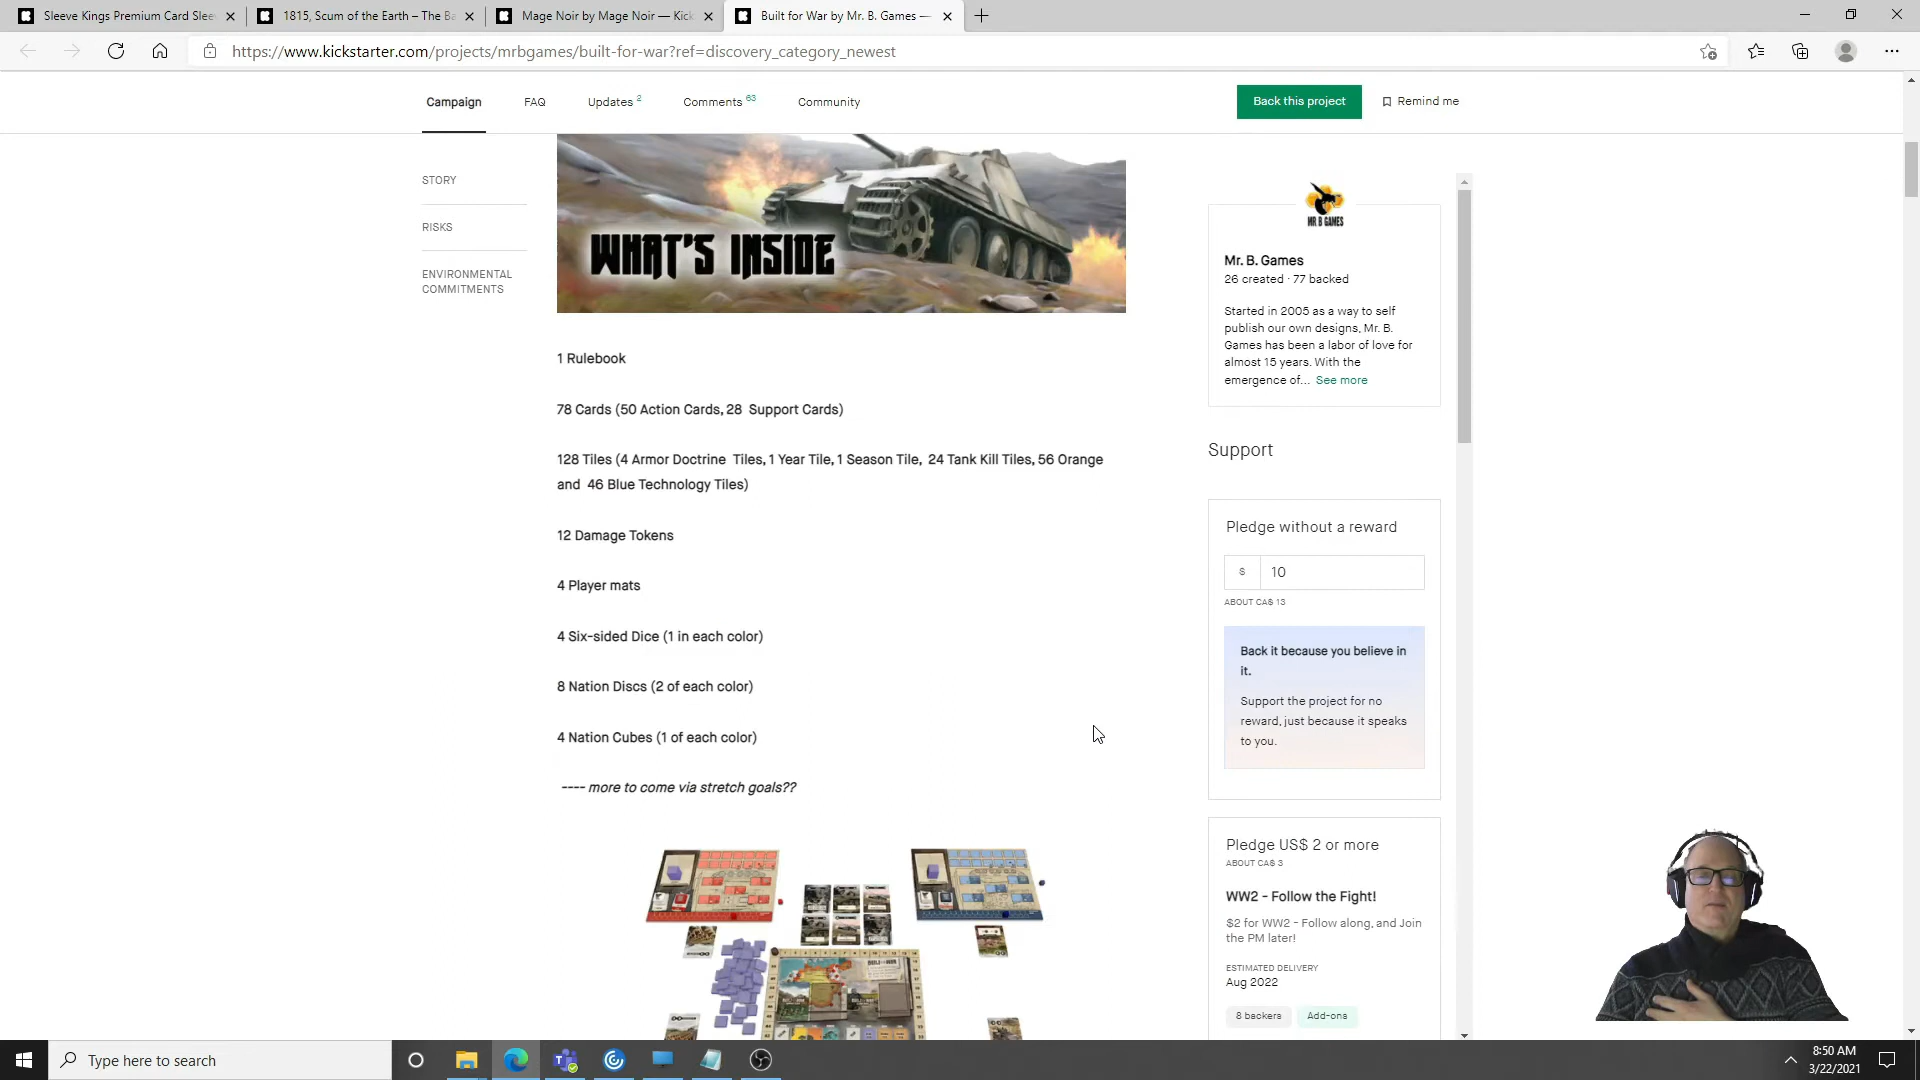 Sleeve Kings Premium Card Sleev
1815, Scum of the Earth – The Ba
Mage Noir by Mage Noir — Kick
Built for War by Mr. B. Games —
https://www.kickstarter.com/projects/mrbgames/built-for-war?ref=discovery_category_newest
Campaign
FAQ
Updates 2
Comments 63
Community
Back this project
Remind me
STORY
RISKS
ENVIRONMENTAL
COMMITMENTS
WHAT'S INSIDE
1 Rulebook
78 Cards (50 Action Cards, 28 Support Cards)
128 Tiles (4 Armor Doctrine Tiles, 1 Year Tile, 1 Season Tile, 24 Tank Kill Tiles, 56 Orange
and 46 Blue Technology Tiles)
12 Damage Tokens
4 Player mats
4 Six-sided Dice (1 in each color)
8 Nation Discs (2 of each color)
4 Nation Cubes (1 of each color)
---- more to come via stretch goals??
MR B GAMES
Mr. B. Games
26 created · 77 backed
Started in 2005 as a way to self
publish our own designs, Mr. B.
Games has been a labor of love for
almost 15 years. With the
emergence of... See more
Support
Pledge without a reward
$ 10
ABOUT CA$ 13
Back it because you believe in
it.
Support the project for no
reward, just because it speaks
to you.
Pledge US$ 2 or more
ABOUT CA$ 3
WW2 - Follow the Fight!
$2 for WW2 - Follow along, and Join
the PM later!
ESTIMATED DELIVERY
Aug 2022
8 backers
Add-ons
Type here to search
8:50 AM
3/22/2021